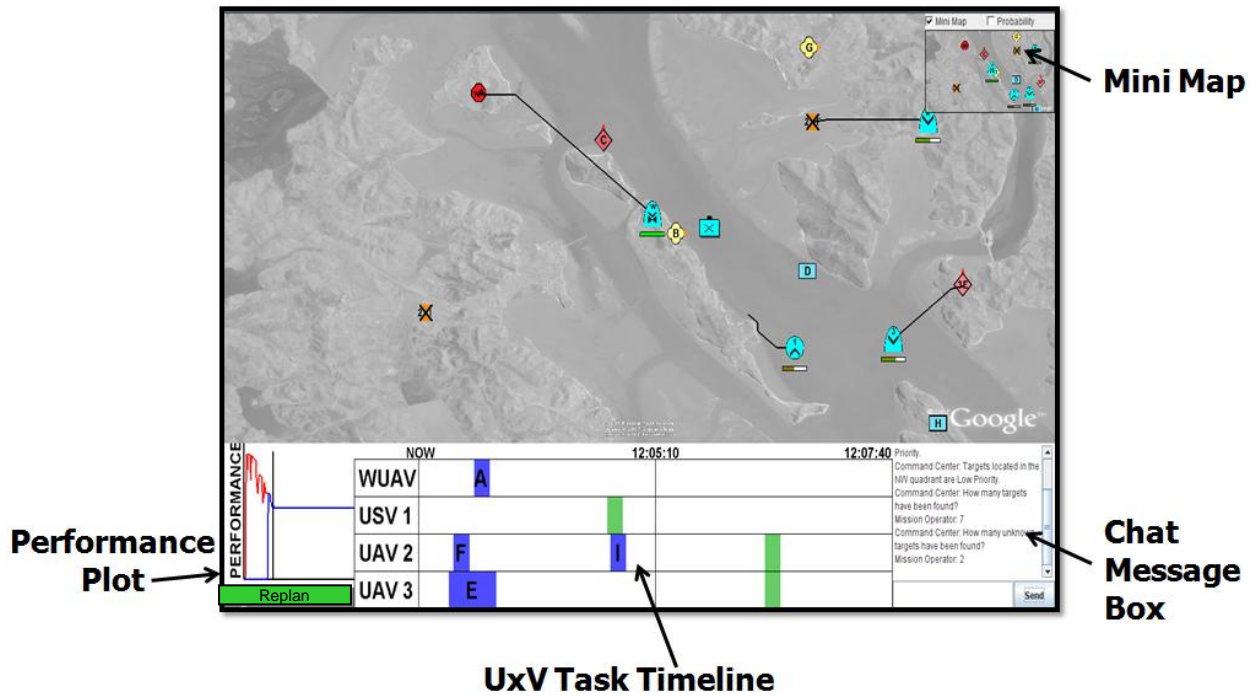 Mini Map
Probability
Mini Map
G
C
W
B
D
1
3
H
Google
PERFORMANCE
NOW
12:05:10
12:07:40
WUAV
A
USV 1
UAV 2
F
I
UAV 3
E
Replan
Priority.
Command Center: Targets located in the
NW quadrant are Low Priority.
Command Center: How many targets
have been found?
Mission Operator: 7
Command Center: How many unknown
targets have been found?
Mission Operator: 2
Send
Performance
Plot
Chat
Message
Box
UxV Task Timeline